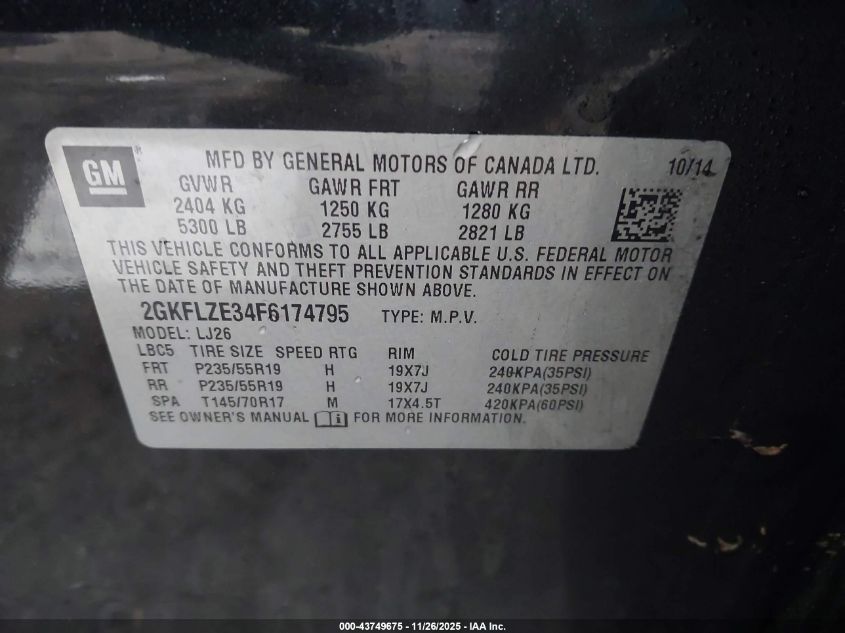 GM ® MFD BY GENERAL MOTORS OF CANADA LTD. 10/14
GVWR GAWR FRT GAWR RR
2404 KG 1250 KG 1280 KG
5300 LB 2755 LB 2821 LB
THIS VEHICLE CONFORMS TO ALL APPLICABLE U.S. FEDERAL MOTOR
VEHICLE SAFETY AND THEFT PREVENTION STANDARDS IN EFFECT ON
THE DATE OF MANUFACTURE SHOWN ABOVE.
2GKFLZE34F6174795 TYPE: M.P.V.
MODEL: LJ26
LBC5 TIRE SIZE SPEED RTG RIM COLD TIRE PRESSURE
FRT P235/55R19 H 19X7J 240KPA(35PSI)
RR P235/55R19 H 19X7J 240KPA(35PSI)
SPA T145/70R17 M 17X4.5T 420KPA(60PSI)
SEE OWNER'S MANUAL i FOR MORE INFORMATION.
000-43749675 - 11/26/2025 - IAA Inc.